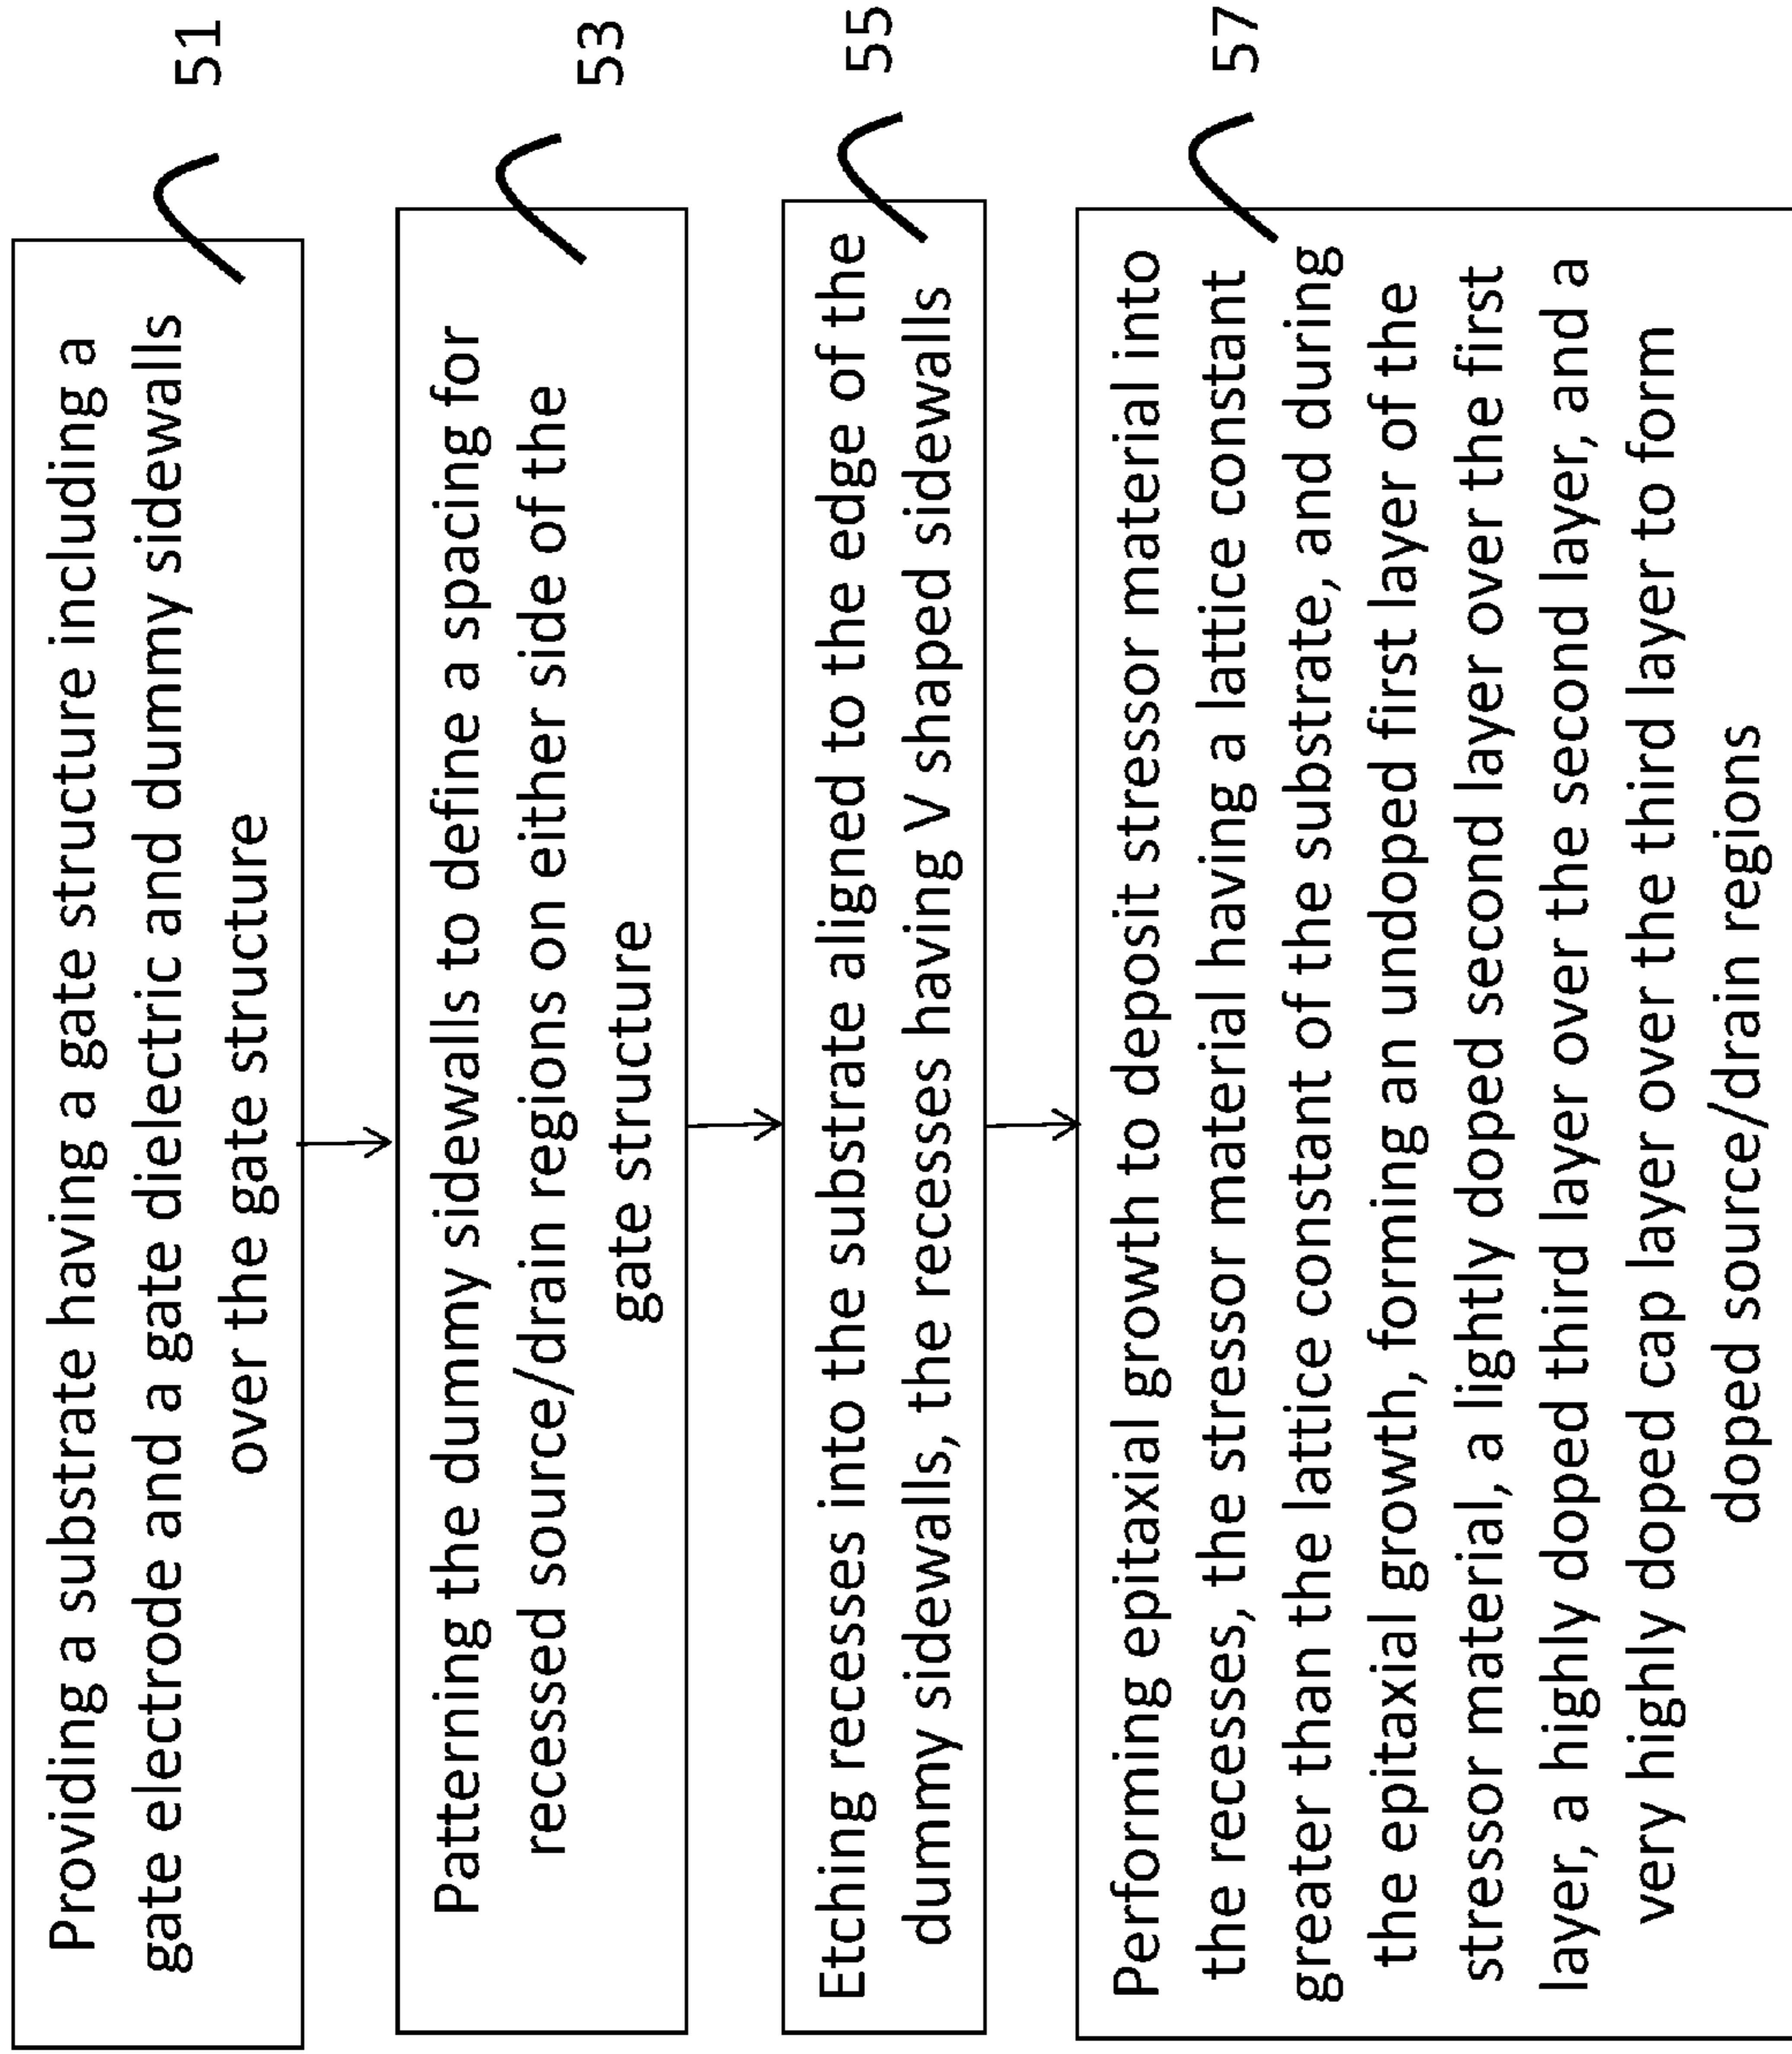 Providing a substrate having a gate structure including a
gate electrode and a gate dielectric and dummy sidewalls
over the gate structure
51
Patterning the dummy sidewalls to define a spacing for
recessed source/drain regions on either side of the
gate structure
53
Etching recesses into the substrate aligned to the edge of the
dummy sidewalls, the recesses having V shaped sidewalls
55
Performing epitaxial growth to deposit stressor material into
the recesses, the stressor material having a lattice constant
greater than the lattice constant of the substrate, and during
the epitaxial growth, forming an undoped first layer of the
stressor material, a lightly doped second layer over the first
layer, a highly doped third layer over the second layer, and a
very highly doped cap layer over the third layer to form
doped source/drain regions
57